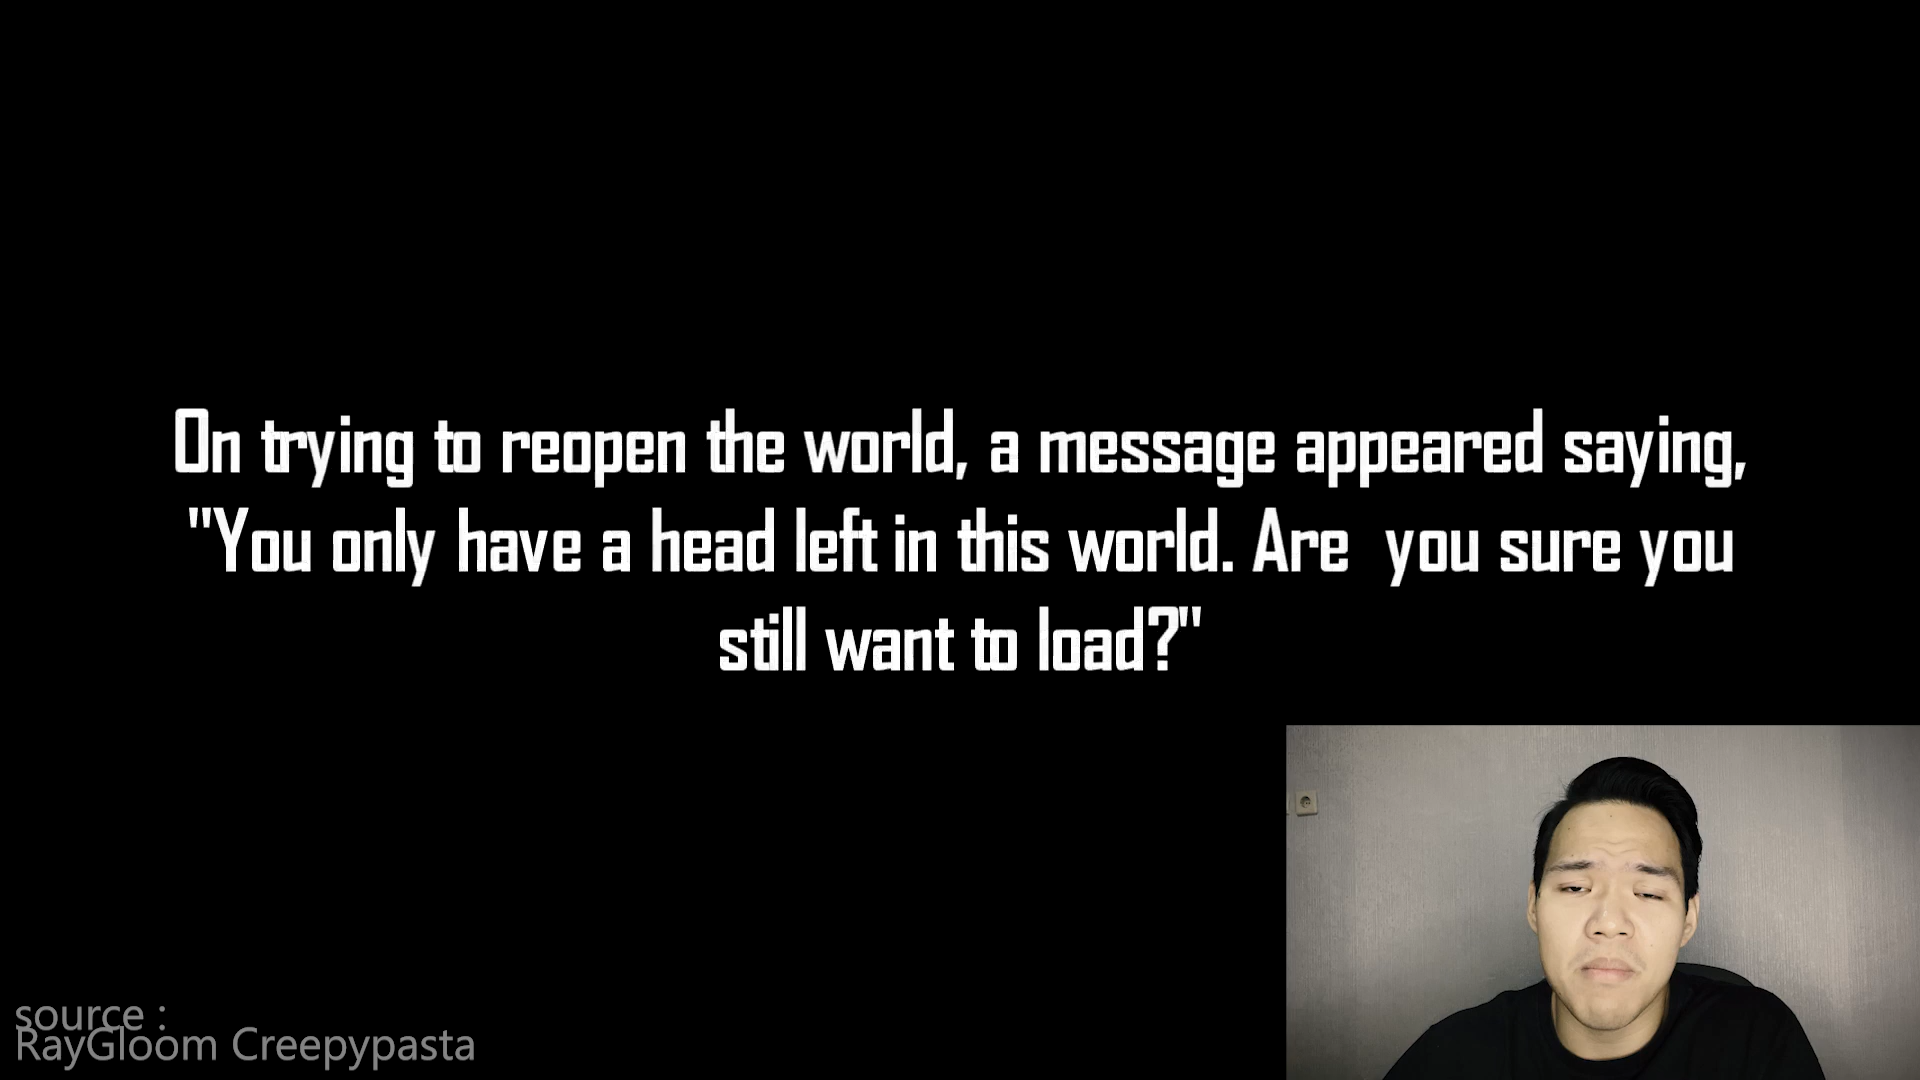 On trying to reopen the world, a message appeared saying,
"You only have a head left in this world. Are  you sure you
still want to load?"
source :
RayGloom Creepypasta